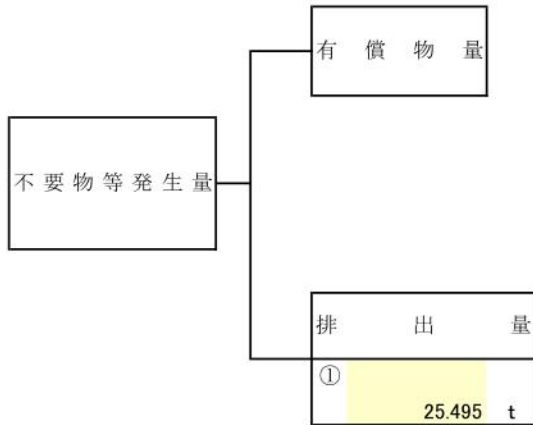 有償物量
不要物等発生量
排出量
①
25.495 t